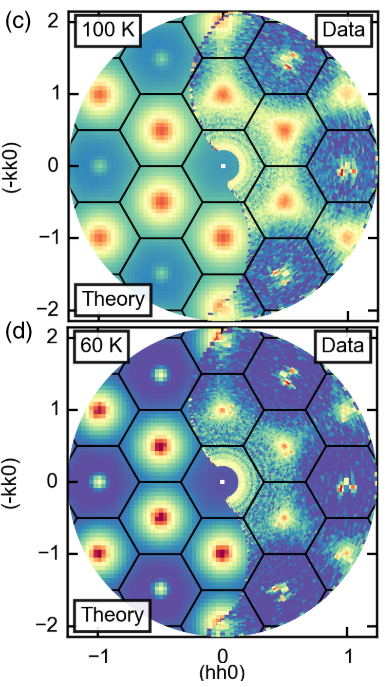 (c)
100 K Data
2
1
0
−1
−2
(-kk0)
Theory
(d)
60 K Data
2
1
0
−1
−2
(-kk0)
Theory
−1 0 1
(hh0)